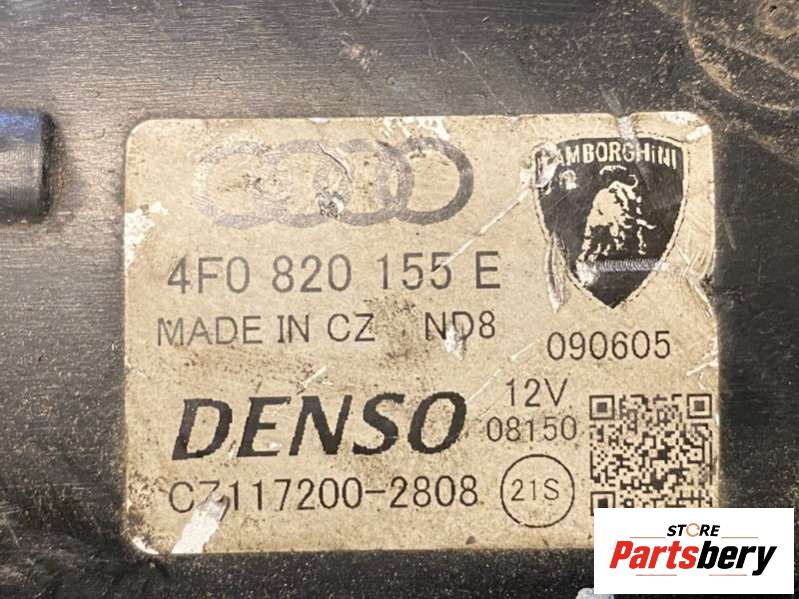 LAMBORGHINI
4F0 820 155 E
MADE IN CZ ND8
090605
12V
DENSO
08150
CZ117200-2808
21S
STORE
Partsbery